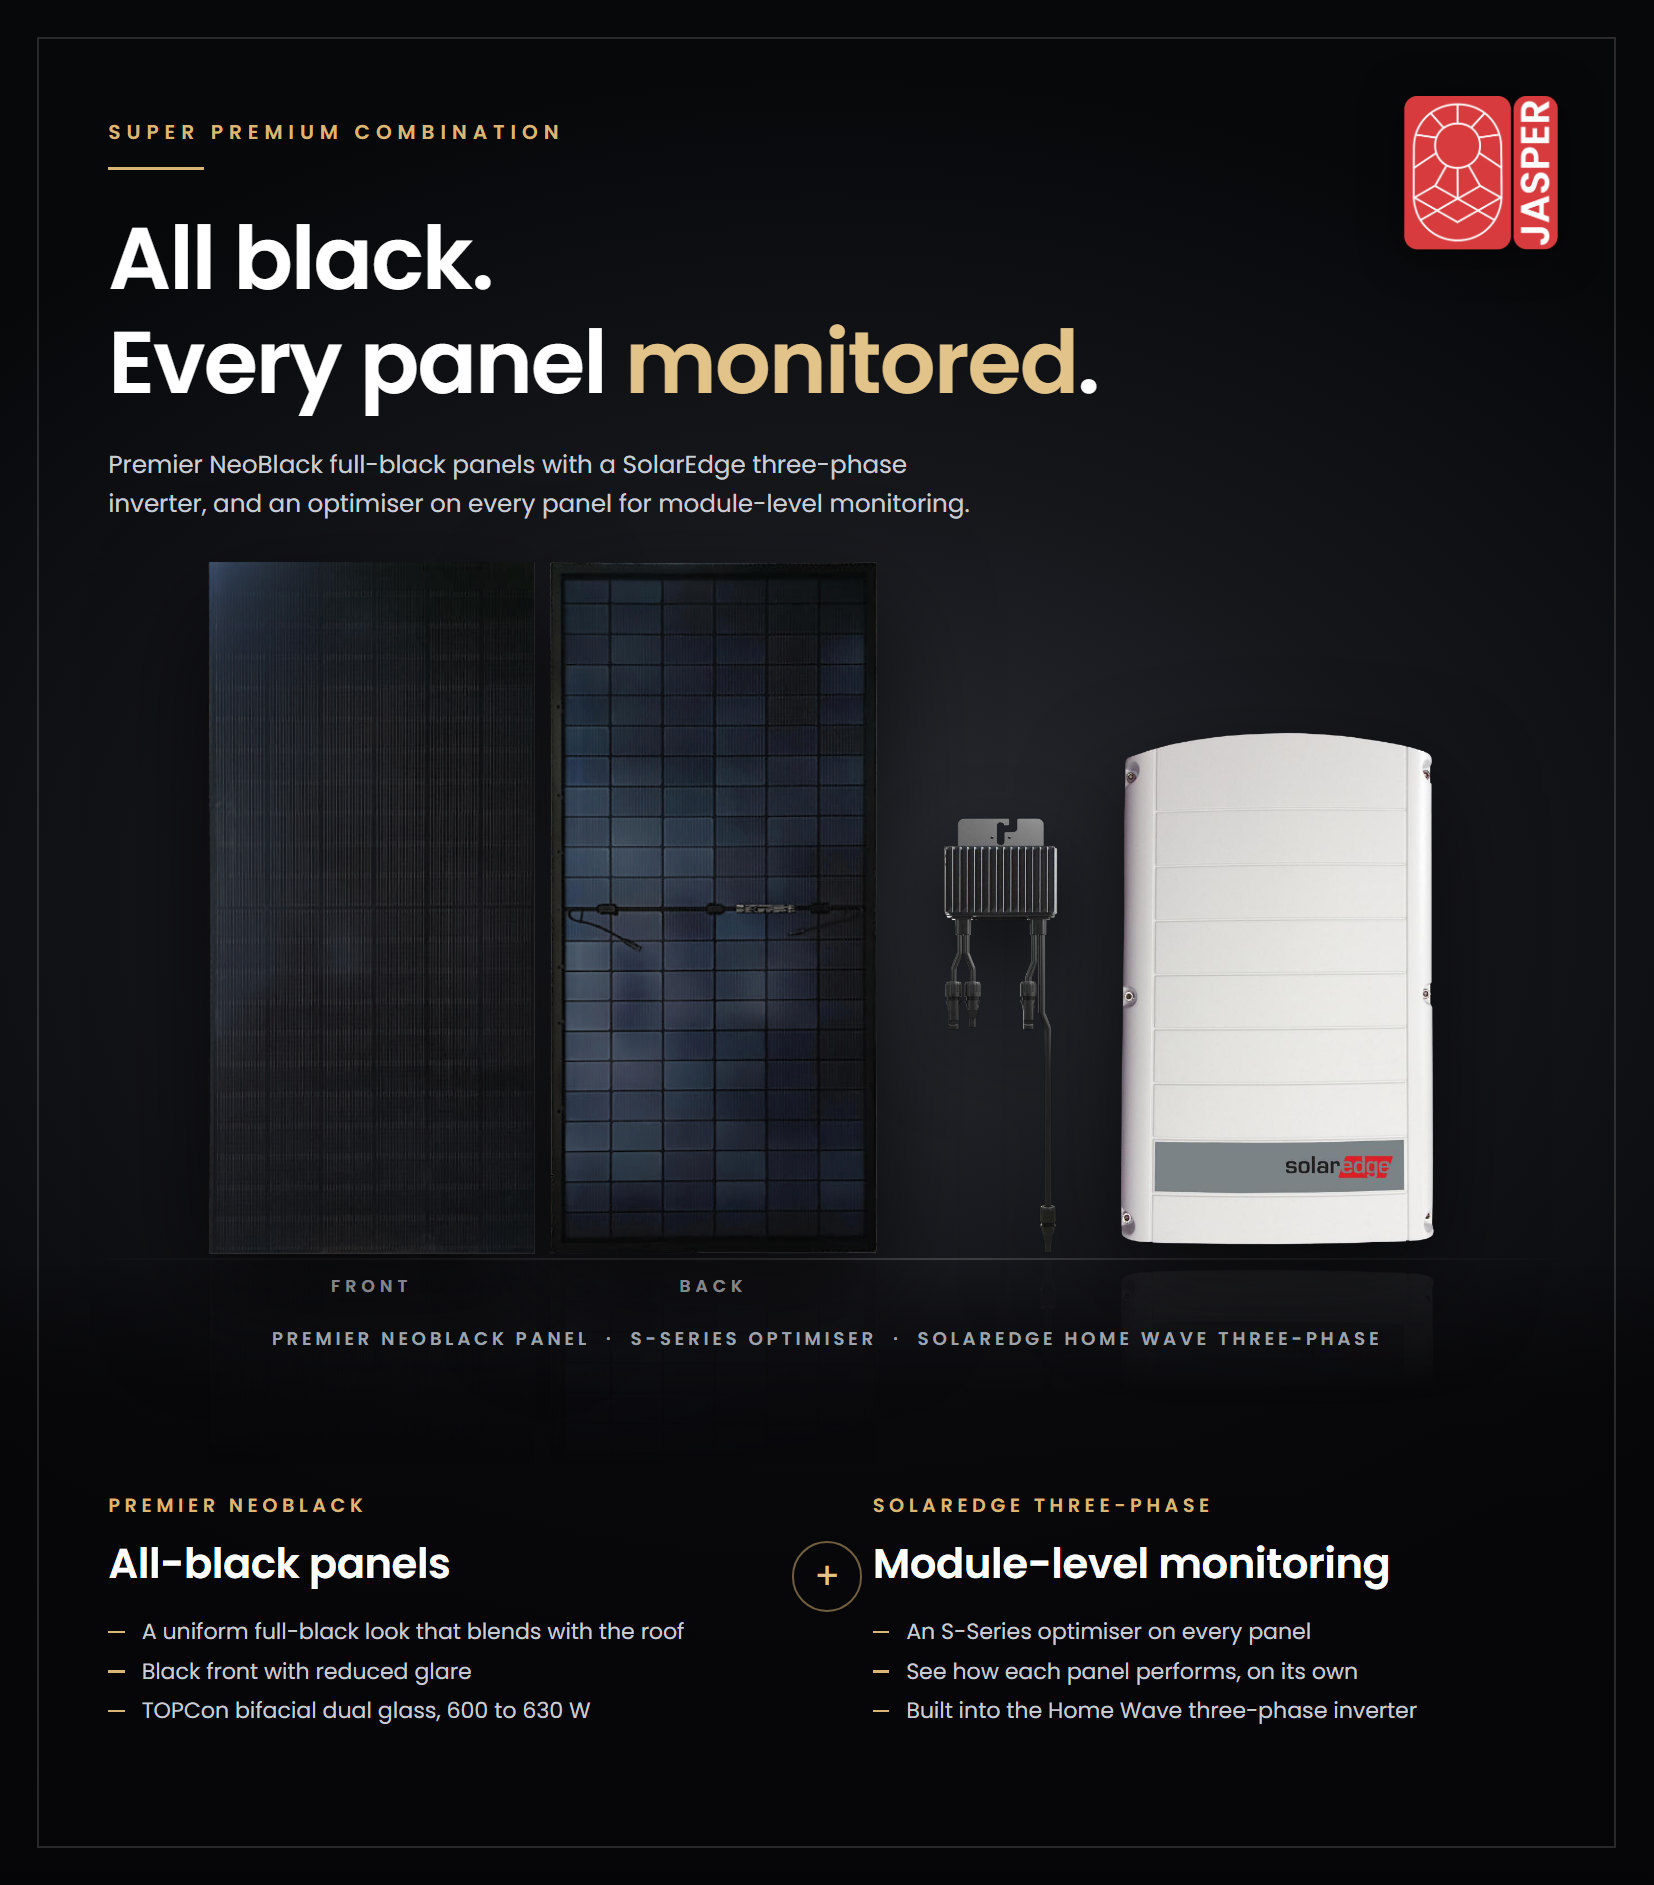 SUPER PREMIUM COMBINATION
JASPER
All black.
Every panel monitored.
Premier NeoBlack full-black panels with a SolarEdge three-phase
inverter, and an optimiser on every panel for module-level monitoring.
solaredge
FRONT
BACK
PREMIER NEOBLACK PANEL · S-SERIES OPTIMISER · SOLAREDGE HOME WAVE THREE-PHASE
PREMIER NEOBLACK
All-black panels
— A uniform full-black look that blends with the roof
— Black front with reduced glare
— TOPCon bifacial dual glass, 600 to 630 W
+
SOLAREDGE THREE-PHASE
Module-level monitoring
— An S-Series optimiser on every panel
— See how each panel performs, on its own
— Built into the Home Wave three-phase inverter